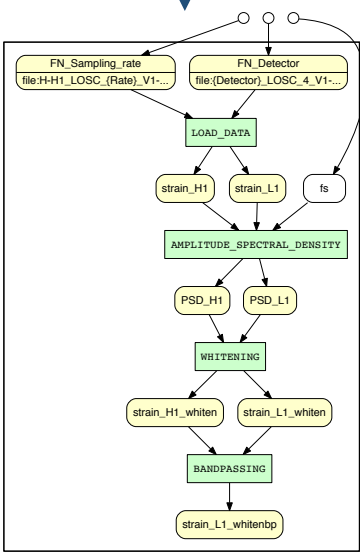 FN_Sampling_rate
file:H-H1_LOSC_{Rate}_V1-...
FN_Detector
file:{Detector}_LOSC_4_V1-...
LOAD_DATA
strain_H1
strain_L1
fs
AMPLITUDE_SPECTRAL_DENSITY
PSD_H1
PSD_L1
WHITENING
strain_H1_whiten
strain_L1_whiten
BANDPASSING
strain_L1_whitenbp